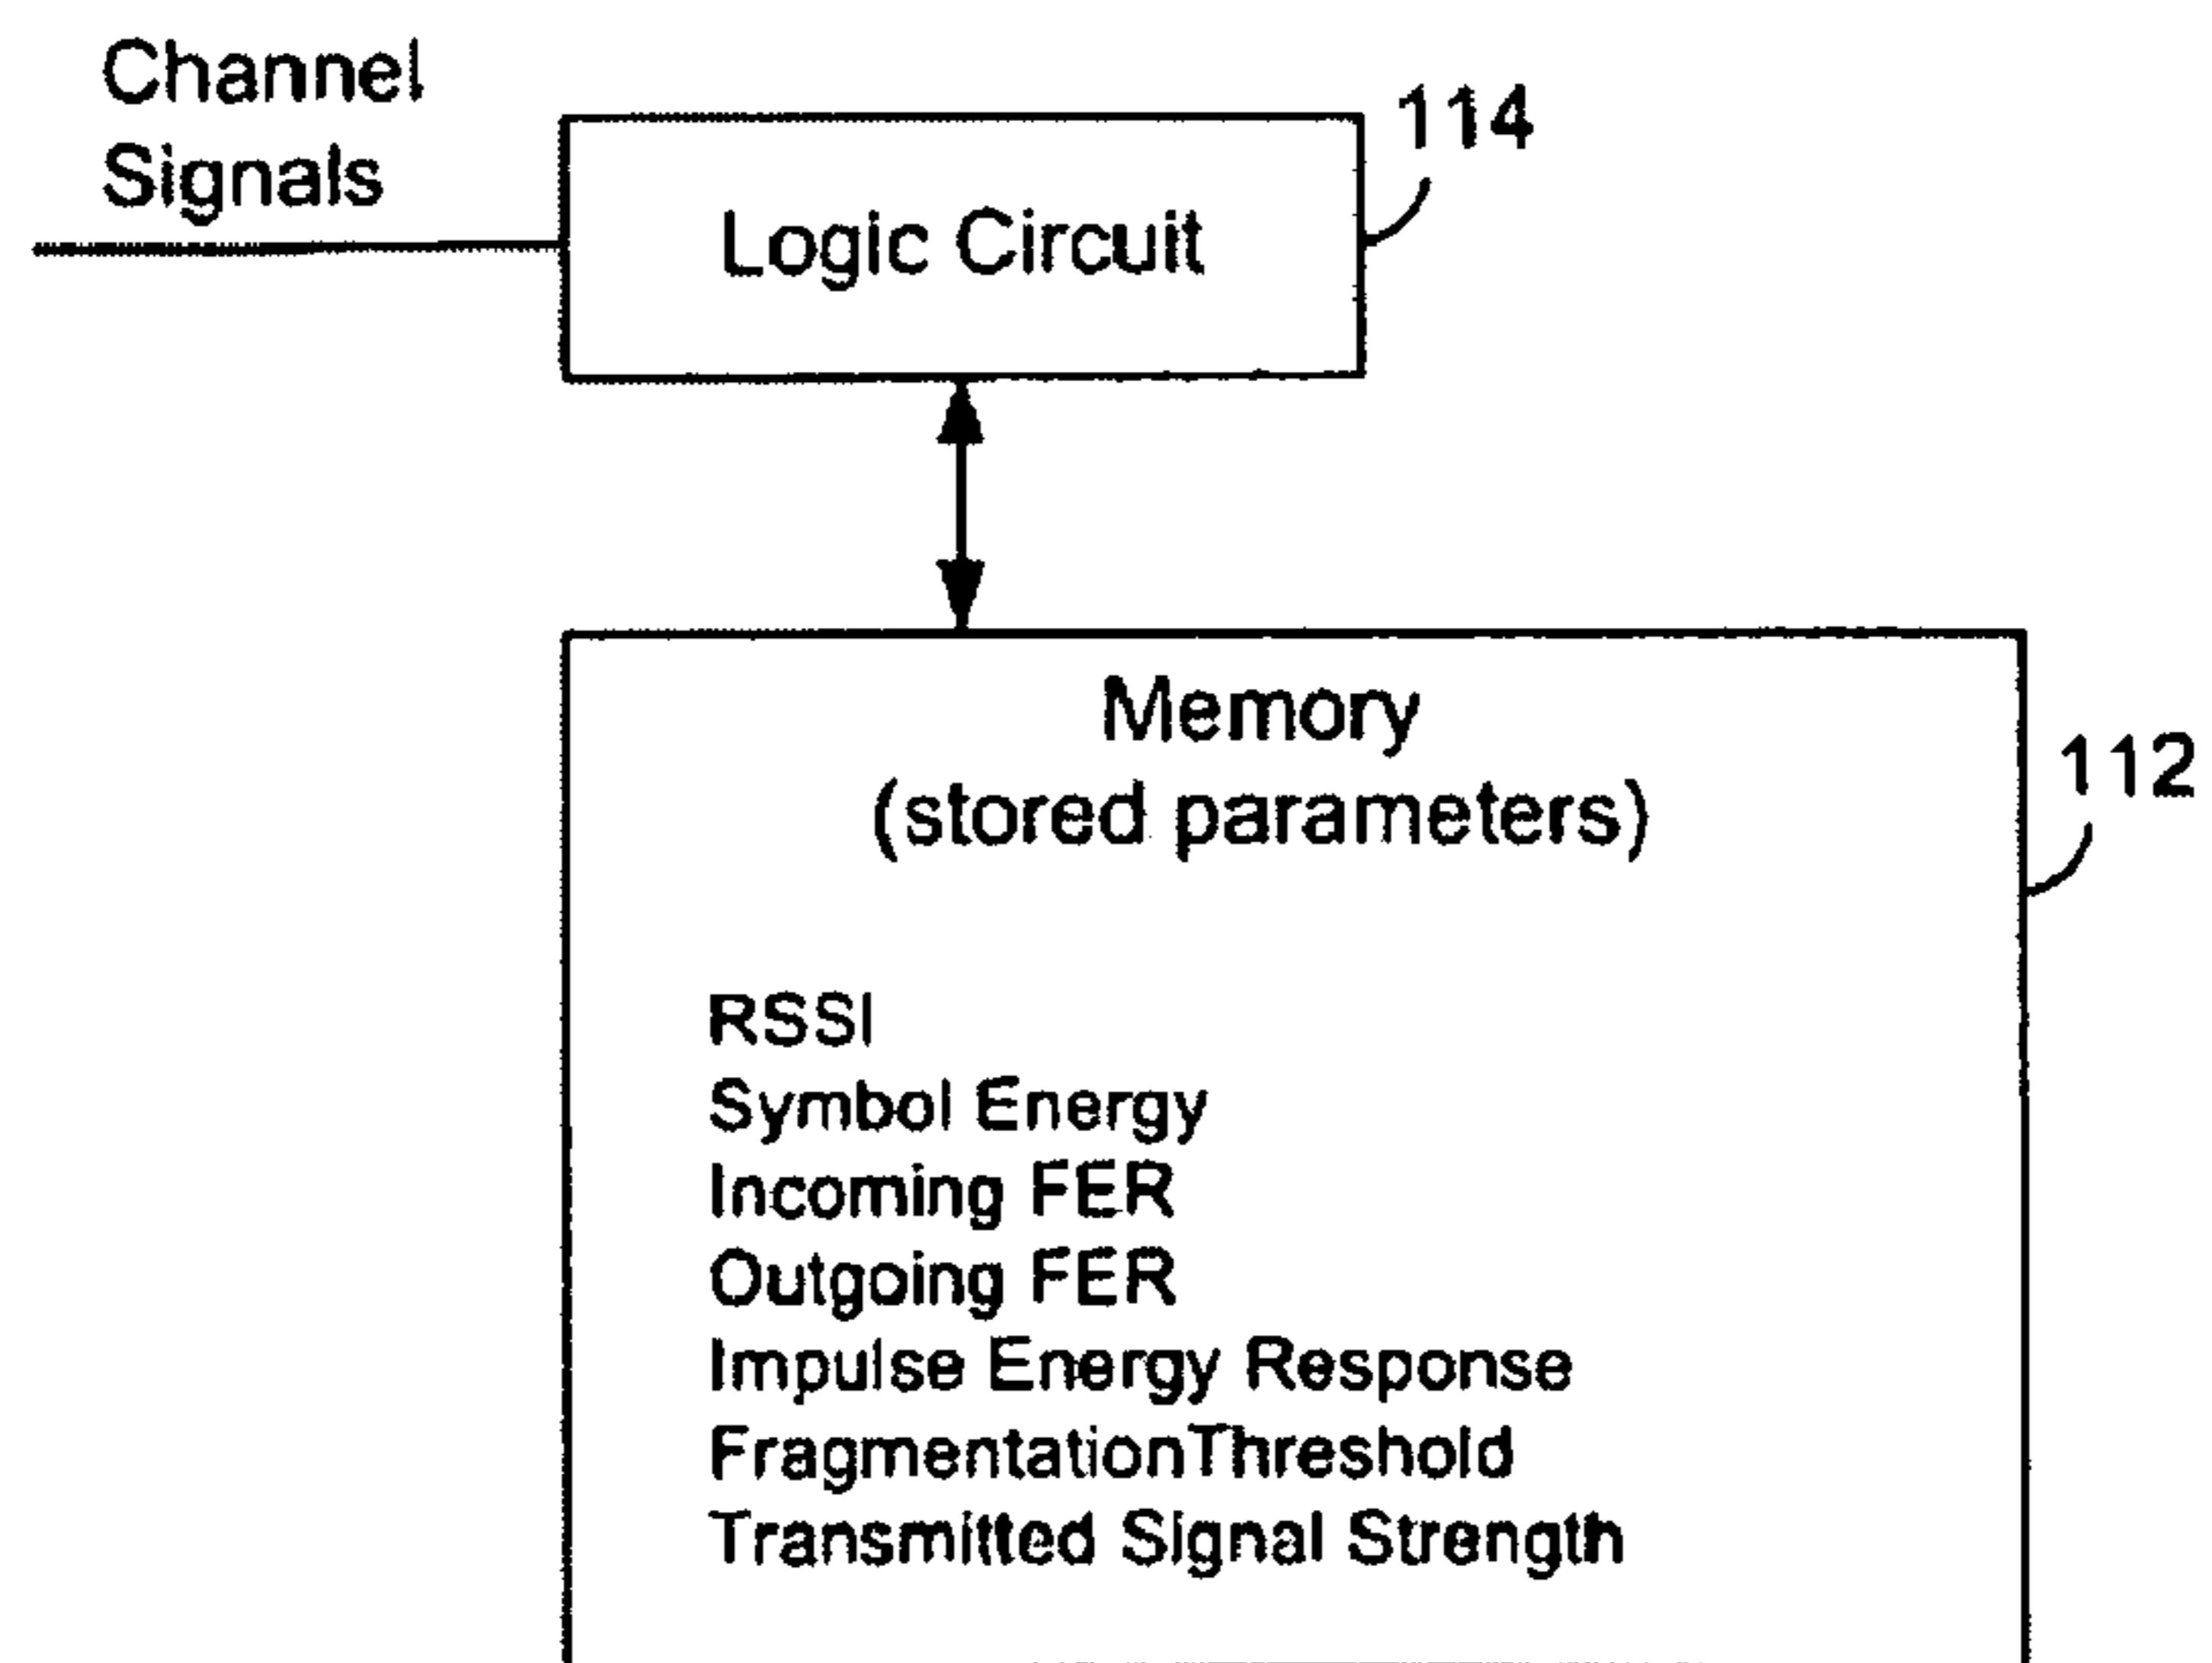 Channel
Signals
114
Logic Circuit
Memory
(stored parameters)
112
RSSI
Symbol Energy
Incoming FER
Outgoing FER
Impulse Energy Response
FragmentationThreshold
Transmitted Signal Strength